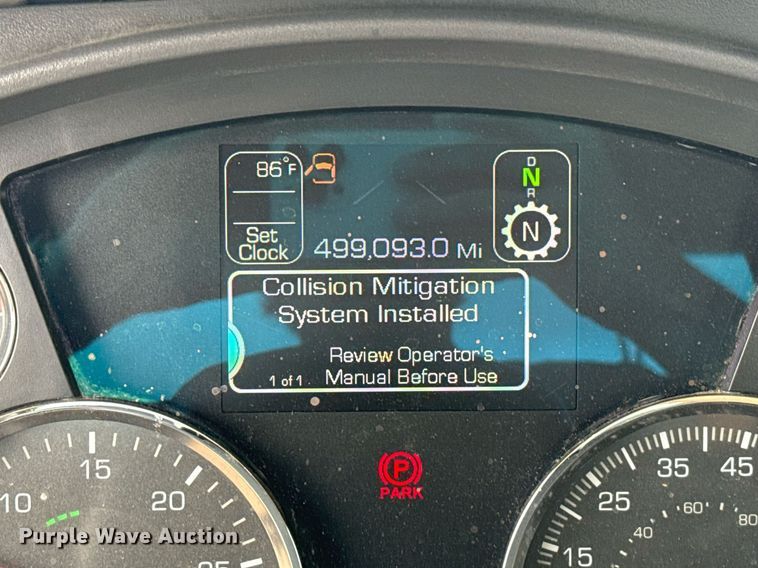 86°F
D
N
R
N
Set
Clock
499,093.0 Mi
Collision Mitigation
System Installed
Review Operator's
1 of 1 Manual Before Use
P
PARK
10
15
20
25
15
25
35
45
40
60
80
Purple Wave Auction